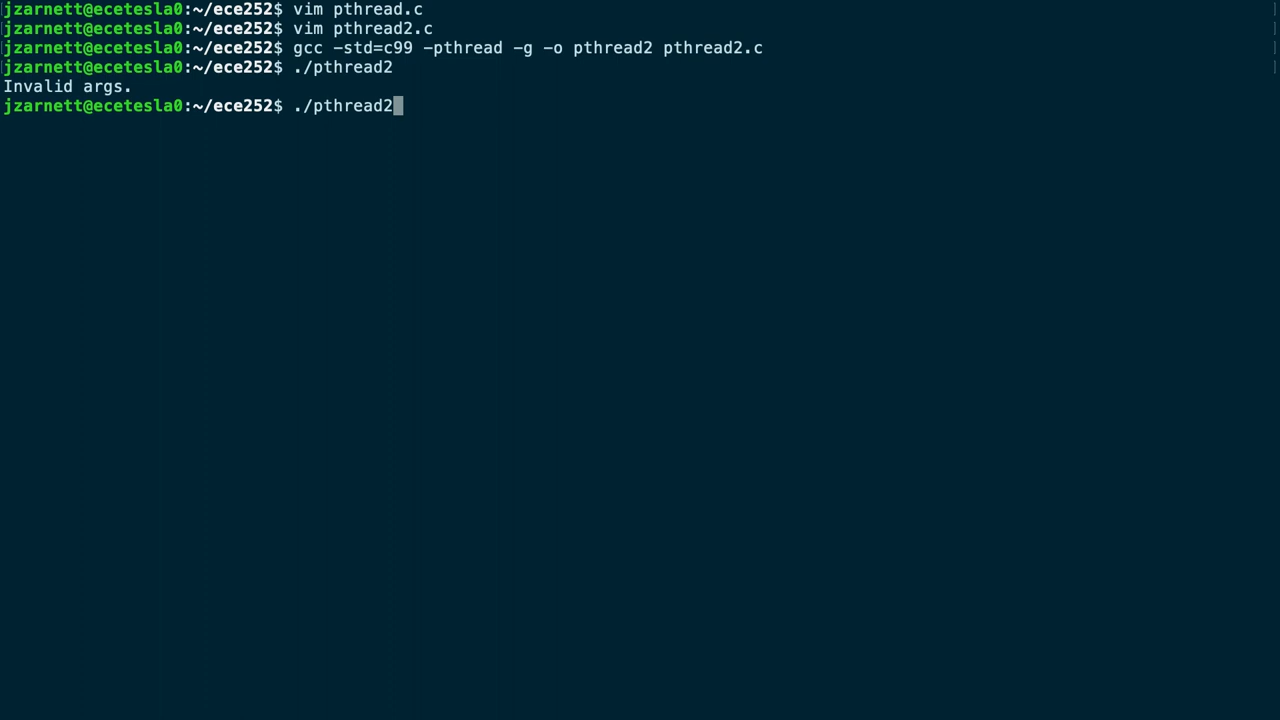 jzarnett@ecetesla0:~/ece252$ vim pthread.c
jzarnett@ecetesla0:~/ece252$ vim pthread2.c
jzarnett@ecetesla0:~/ece252$ gcc -std=c99 -pthread -g -o pthread2 pthread2.c
jzarnett@ecetesla0:~/ece252$ ./pthread2
Invalid args.
jzarnett@ecetesla0:~/ece252$ ./pthread2